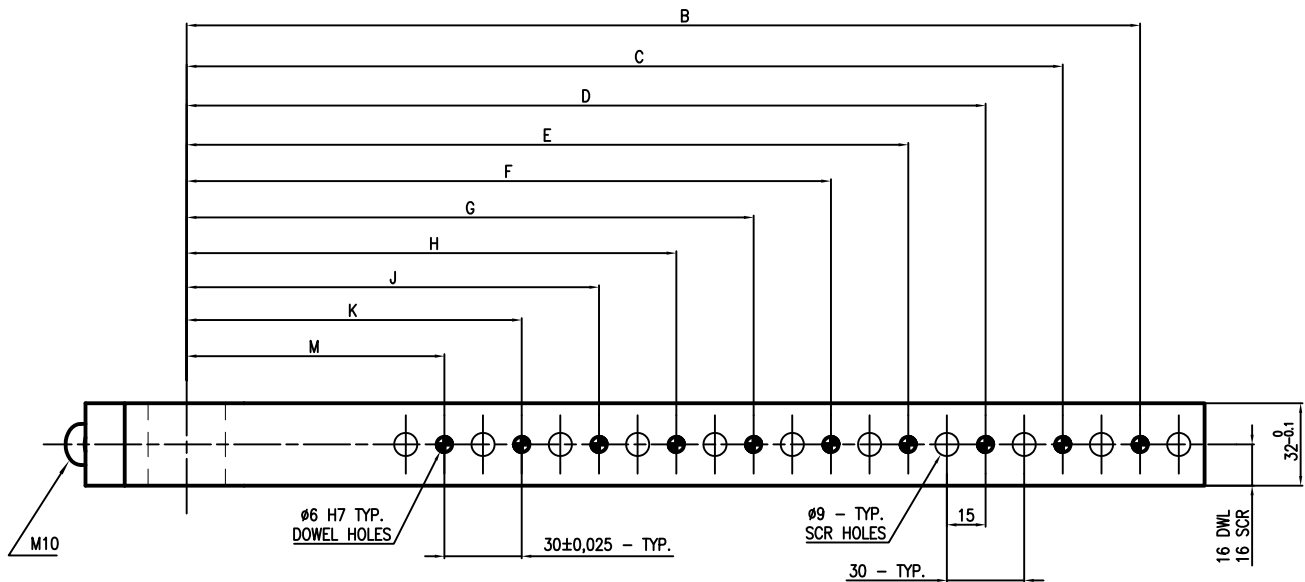 B
C
D
E
F
G
H
J
K
M
M10
ø6 H7 TYP.
DOWEL HOLES
30±0,025 - TYP.
ø9 - TYP.
SCR HOLES
15
30 - TYP.
16 DWL
16 SCR
32-0.1 0